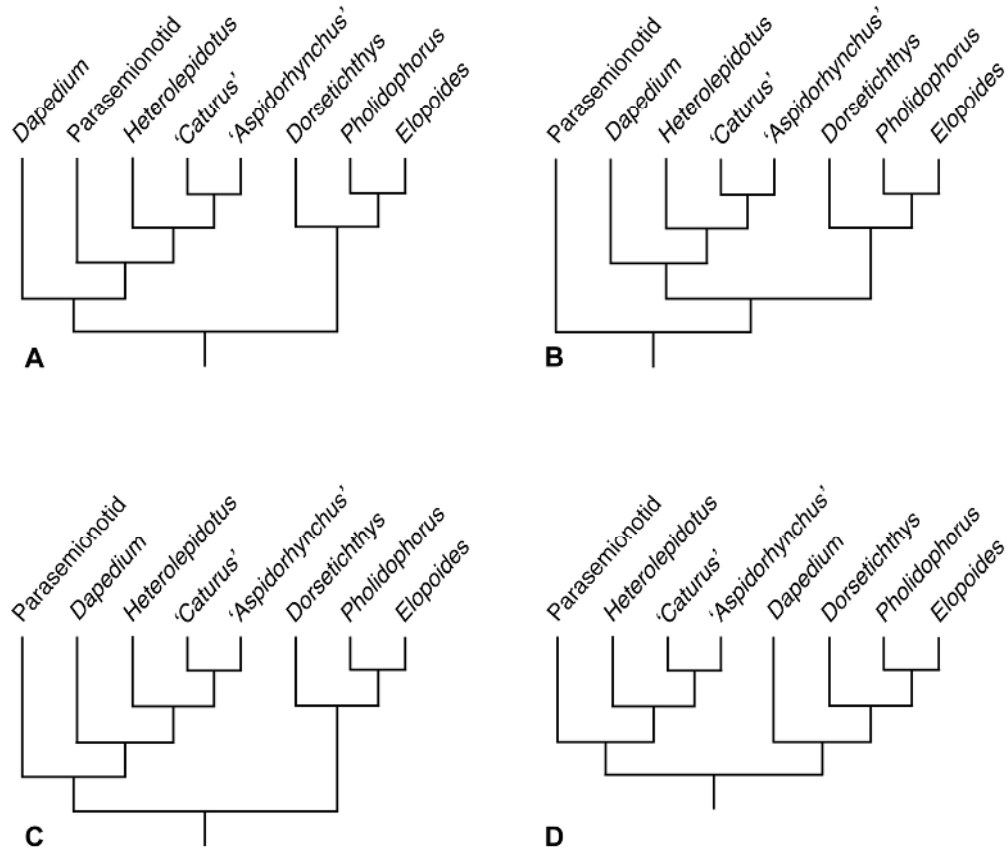 Dapedium
Parasemionotid
Heterolepidotus
‘Caturus’
‘Aspidorhynchus’
Dorsetichthys
Pholidophorus
Elopoides
A
Parasemionotid
Dapedium
Heterolepidotus
‘Caturus’
‘Aspidorhynchus’
Dorsetichthys
Pholidophorus
Elopoides
B
Parasemionotid
Dapedium
Heterolepidotus
‘Caturus’
‘Aspidorhynchus’
Dorsetichthys
Pholidophorus
Elopoides
C
Parasemionotid
Heterolepidotus
‘Caturus’
‘Aspidorhynchus’
Dapedium
Dorsetichthys
Pholidophorus
Elopoides
D